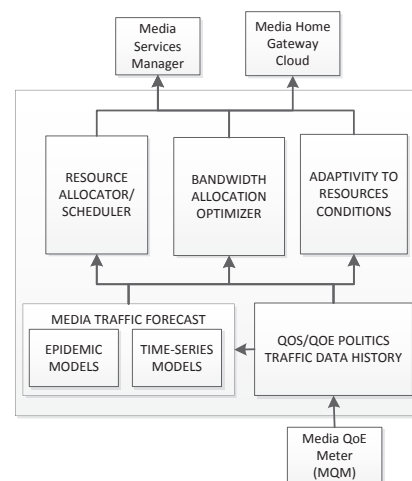 Media
Services
Manager
Media Home
Gateway
Cloud
RESOURCE
ALLOCATOR/
SCHEDULER
BANDWIDTH
ALLOCATION
OPTIMIZER
ADAPTIVITY TO
RESOURCES
CONDITIONS
MEDIA TRAFFIC FORECAST
EPIDEMIC
MODELS
TIME-SERIES
MODELS
QOS/QOE POLITICS
TRAFFIC DATA HISTORY
Media QoE
Meter
(MQM)